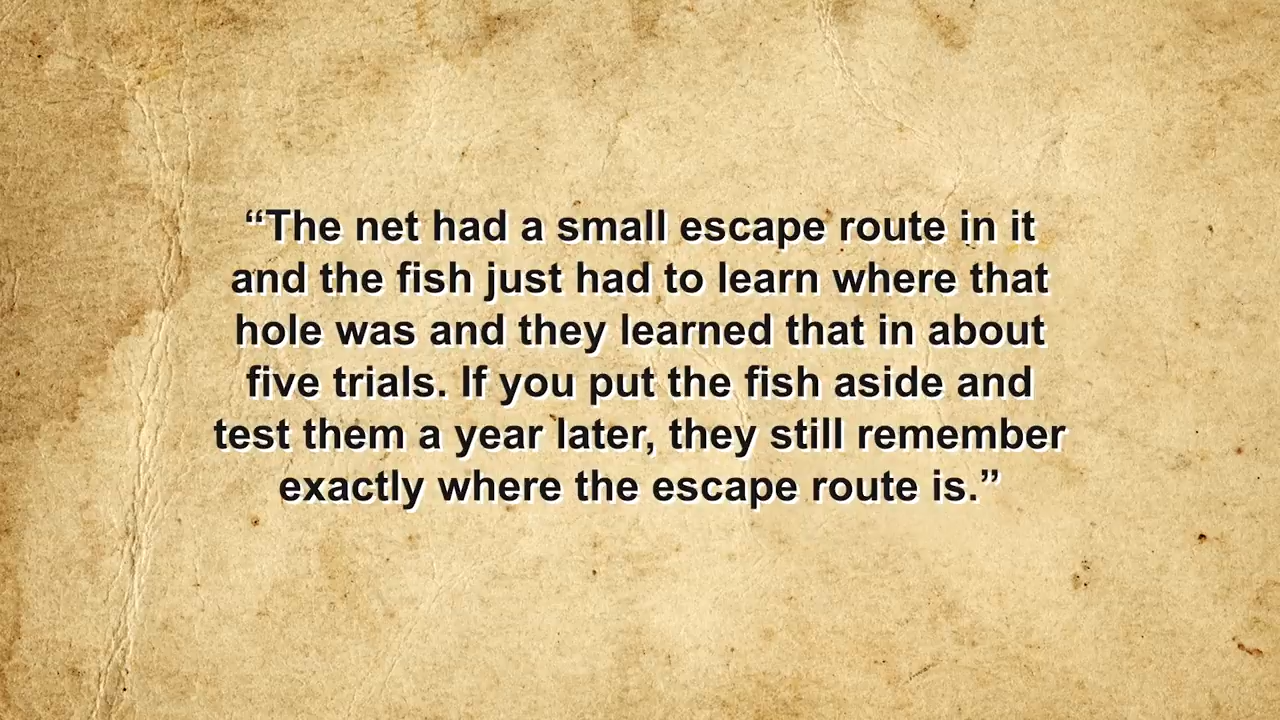 “The net had a small escape route in it
and the fish just had to learn where that
hole was and they learned that in about
five trials. If you put the fish aside and
test them a year later, they still remember
exactly where the escape route is.”